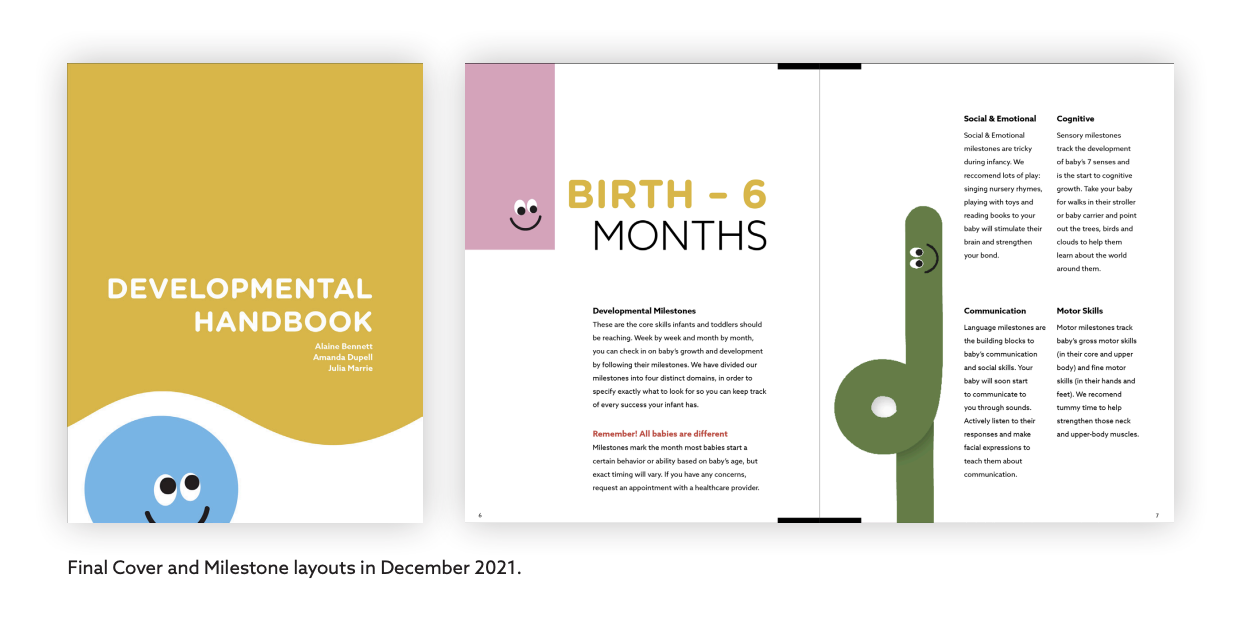 DEVELOPMENTAL
HANDBOOK
Alaine Bennett
Amanda Dupell
Julia Marrie
BIRTH – 6
MONTHS
Developmental Milestones
These are the core skills infants and toddlers should
be reaching. Week by week and month by month,
you can check in on baby's growth and development
by following their milestones. We have divided our
milestones into four distinct domains, in order to
specify exactly what to look for so you can keep track
of every success your infant has.
Remember! All babies are different
Milestones mark the month most babies start a
certain behavior or ability based on baby's age, but
exact timing will vary. If you have any concerns,
request an appointment with a healthcare provider.
6
Social & Emotional
Social & Emotional
milestones are tricky
during infancy. We
reccomend lots of play:
singing nursery rhymes,
playing with toys and
reading books to your
baby will stimulate their
brain and strengthen
your bond.
Cognitive
Sensory milestones
track the development
of baby's 7 senses and
is the start to cognitive
growth. Take your baby
for walks in their stroller
or baby carrier and point
out the trees, birds and
clouds to help them
learn about the world
around them.
Communication
Language milestones are
the building blocks to
baby's communication
and social skills. Your
baby will soon start
to communicate to
you through sounds.
Actively listen to their
responses and make
facial expressions to
teach them about
communication.
Motor Skills
Motor milestones track
baby's gross motor skills
(in their core and upper
body) and fine motor
skills (in their hands and
feet). We recomend
tummy time to help
strengthen those neck
and upper-body muscles.
7
Final Cover and Milestone layouts in December 2021.